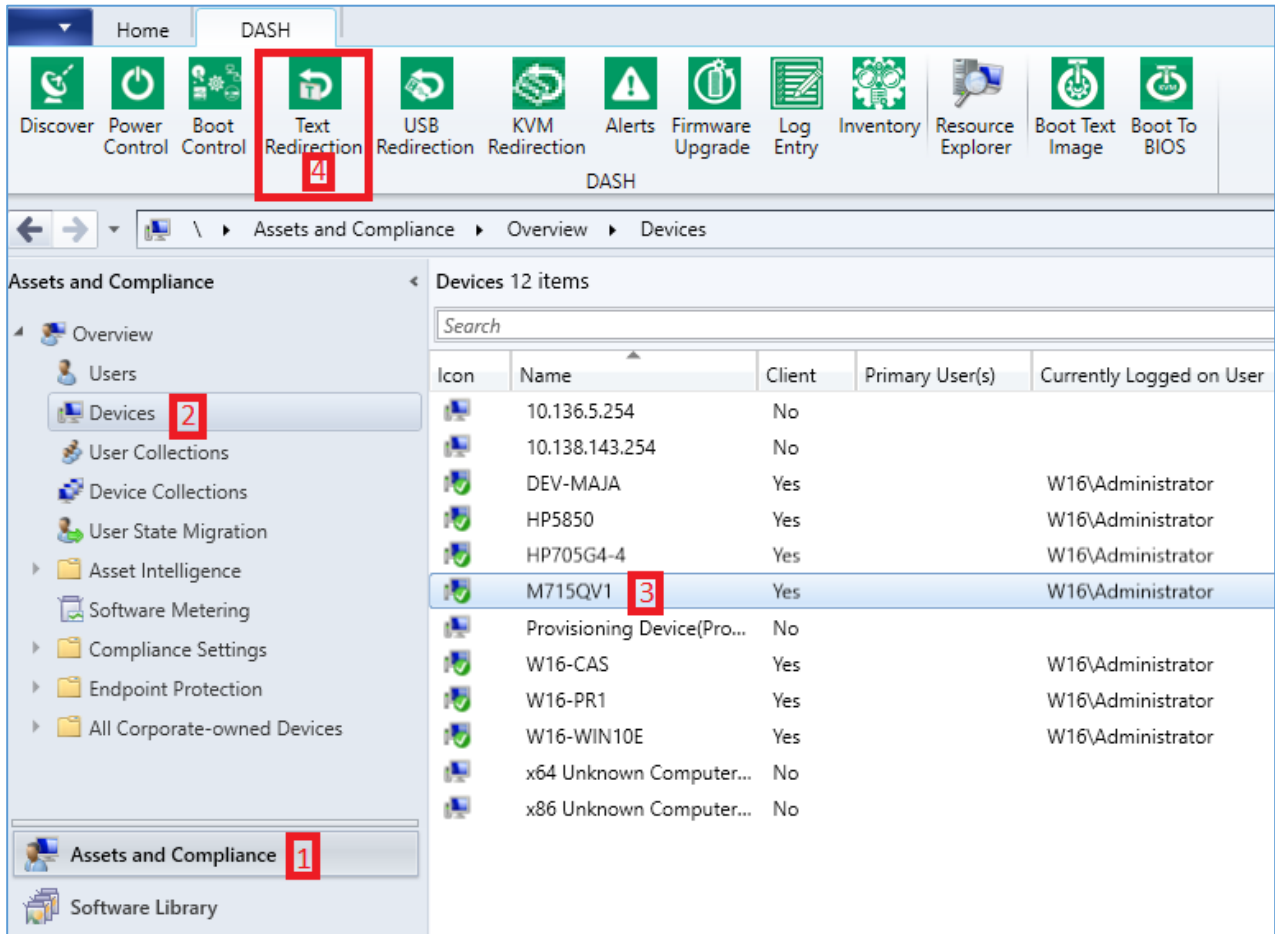 Home DASH
Discover Power Control Boot Control Text Redirection USB Redirection KVM Redirection Alerts Firmware Upgrade Log Entry Inventory Resource Explorer Boot Text Image Boot To BIOS
4
DASH
\ Assets and Compliance Overview Devices
Assets and Compliance
Overview
Users
Devices 2
User Collections
Device Collections
User State Migration
Asset Intelligence
Software Metering
Compliance Settings
Endpoint Protection
All Corporate-owned Devices
Assets and Compliance 1
Software Library
Devices 12 items
Search
Icon Name Client Primary User(s) Currently Logged on User
10.136.5.254 No
10.138.143.254 No
DEV-MAJA Yes W16\Administrator
HP5850 Yes W16\Administrator
HP705G4-4 Yes W16\Administrator
M715QV1 3 Yes W16\Administrator
Provisioning Device(Pro... No
W16-CAS Yes W16\Administrator
W16-PR1 Yes W16\Administrator
W16-WIN10E Yes W16\Administrator
x64 Unknown Computer... No
x86 Unknown Computer... No